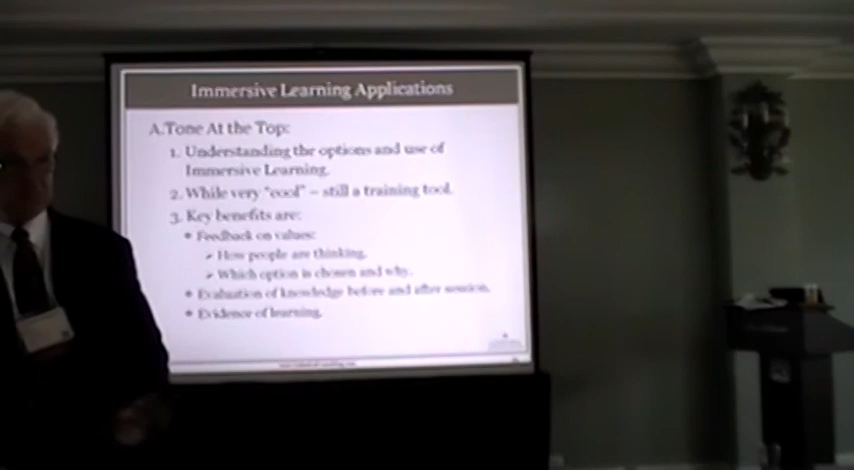 Immersive Learning Applications
A.Tone At the Top:
1. Understanding the options and use of
Immersive Learning.
2. While very "cool" – still a training tool.
3. Key benefits are:
• Feedback on values:
➢ How people are thinking.
➢ Which option is chosen and why.
• Evaluation of knowledge before and after session.
• Evidence of learning.